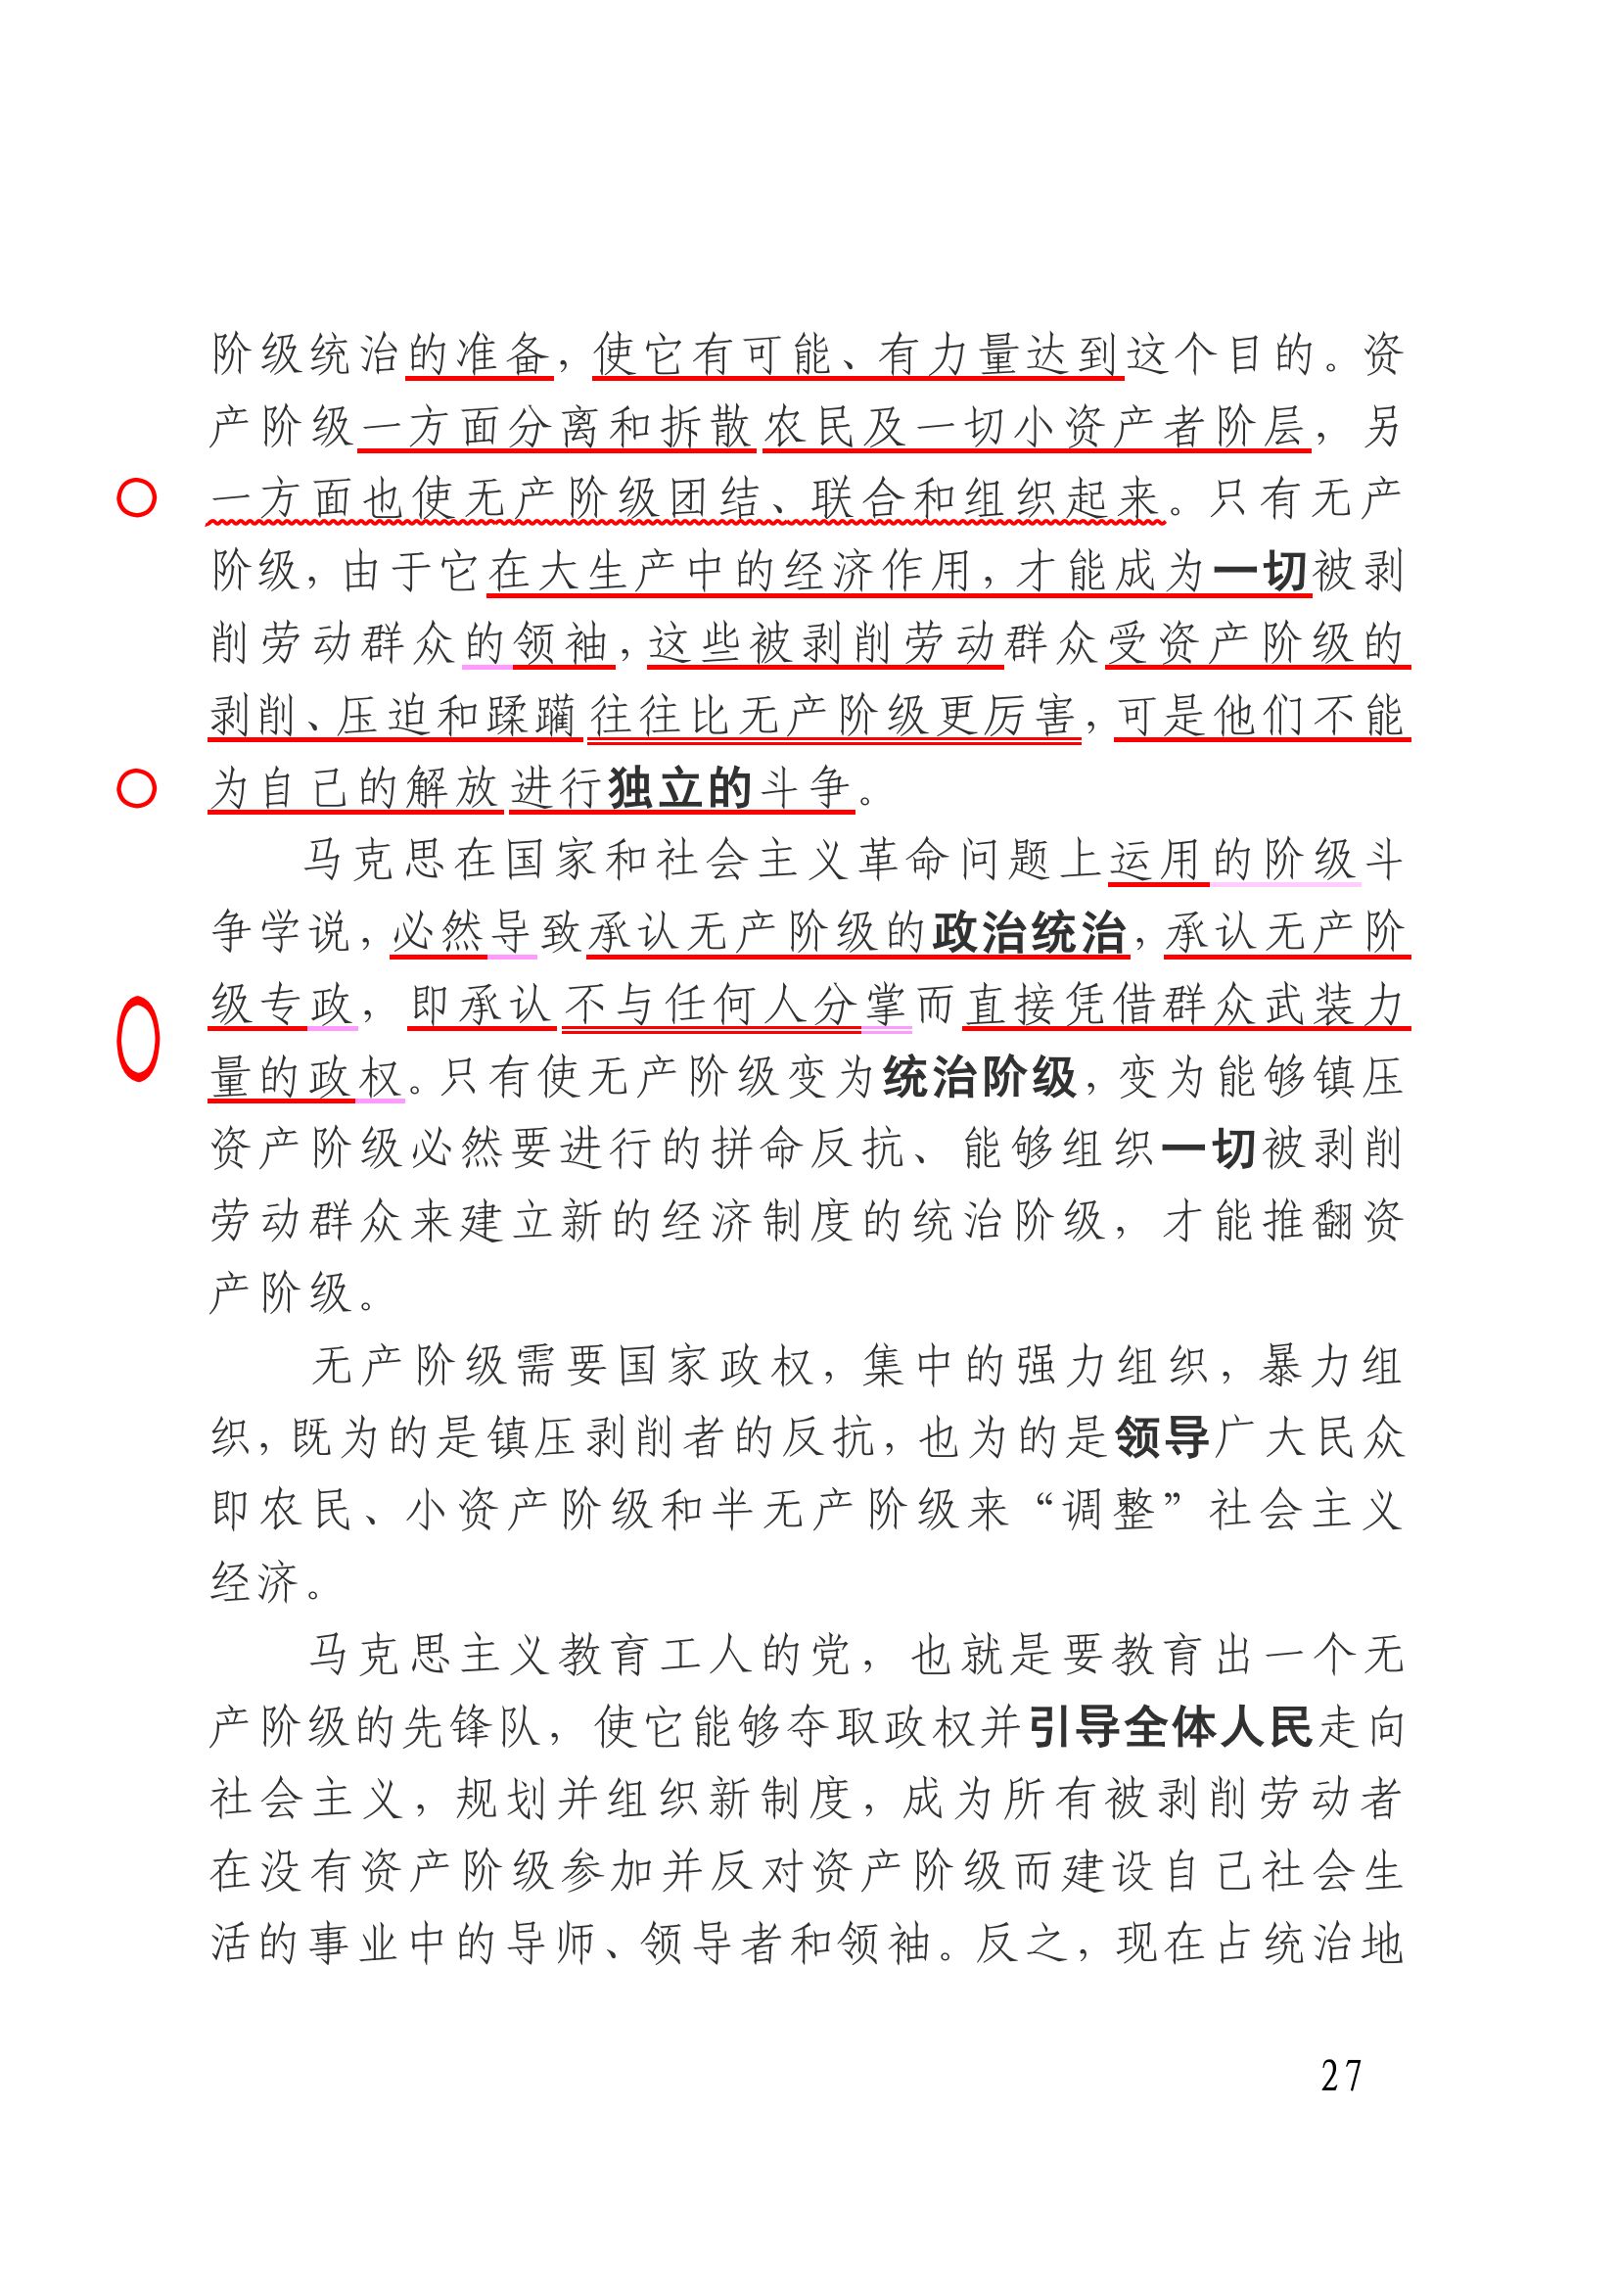 阶级统治的准备，使它有可能、有力量达到这个目的。资
产阶级一方面分离和拆散农民及一切小资产者阶层，另
一方面也使无产阶级团结、联合和组织起来。只有无产
阶级，由于它在大生产中的经济作用，才能成为一切被剥
削劳动群众的领袖，这些被剥削劳动群众受资产阶级的
剥削、压迫和蹂躏往往比无产阶级更厉害，可是他们不能
为自己的解放进行独立的斗争。
马克思在国家和社会主义革命问题上运用的阶级斗
争学说，必然导致承认无产阶级的政治统治，承认无产阶
级专政，即承认不与任何人分掌而直接凭借群众武装力
量的政权。只有使无产阶级变为统治阶级，变为能够镇压
资产阶级必然要进行的拼命反抗、能够组织一切被剥削
劳动群众来建立新的经济制度的统治阶级，才能推翻资
产阶级。
无产阶级需要国家政权，集中的强力组织，暴力组
织，既为的是镇压剥削者的反抗，也为的是领导广大民众
即农民、小资产阶级和半无产阶级来“调整”社会主义
经济。
马克思主义教育工人的党，也就是要教育出一个无
产阶级的先锋队，使它能够夺取政权并引导全体人民走向
社会主义，规划并组织新制度，成为所有被剥削劳动者
在没有资产阶级参加并反对资产阶级而建设自己社会生
活的事业中的导师、领导者和领袖。反之，现在占统治地
27